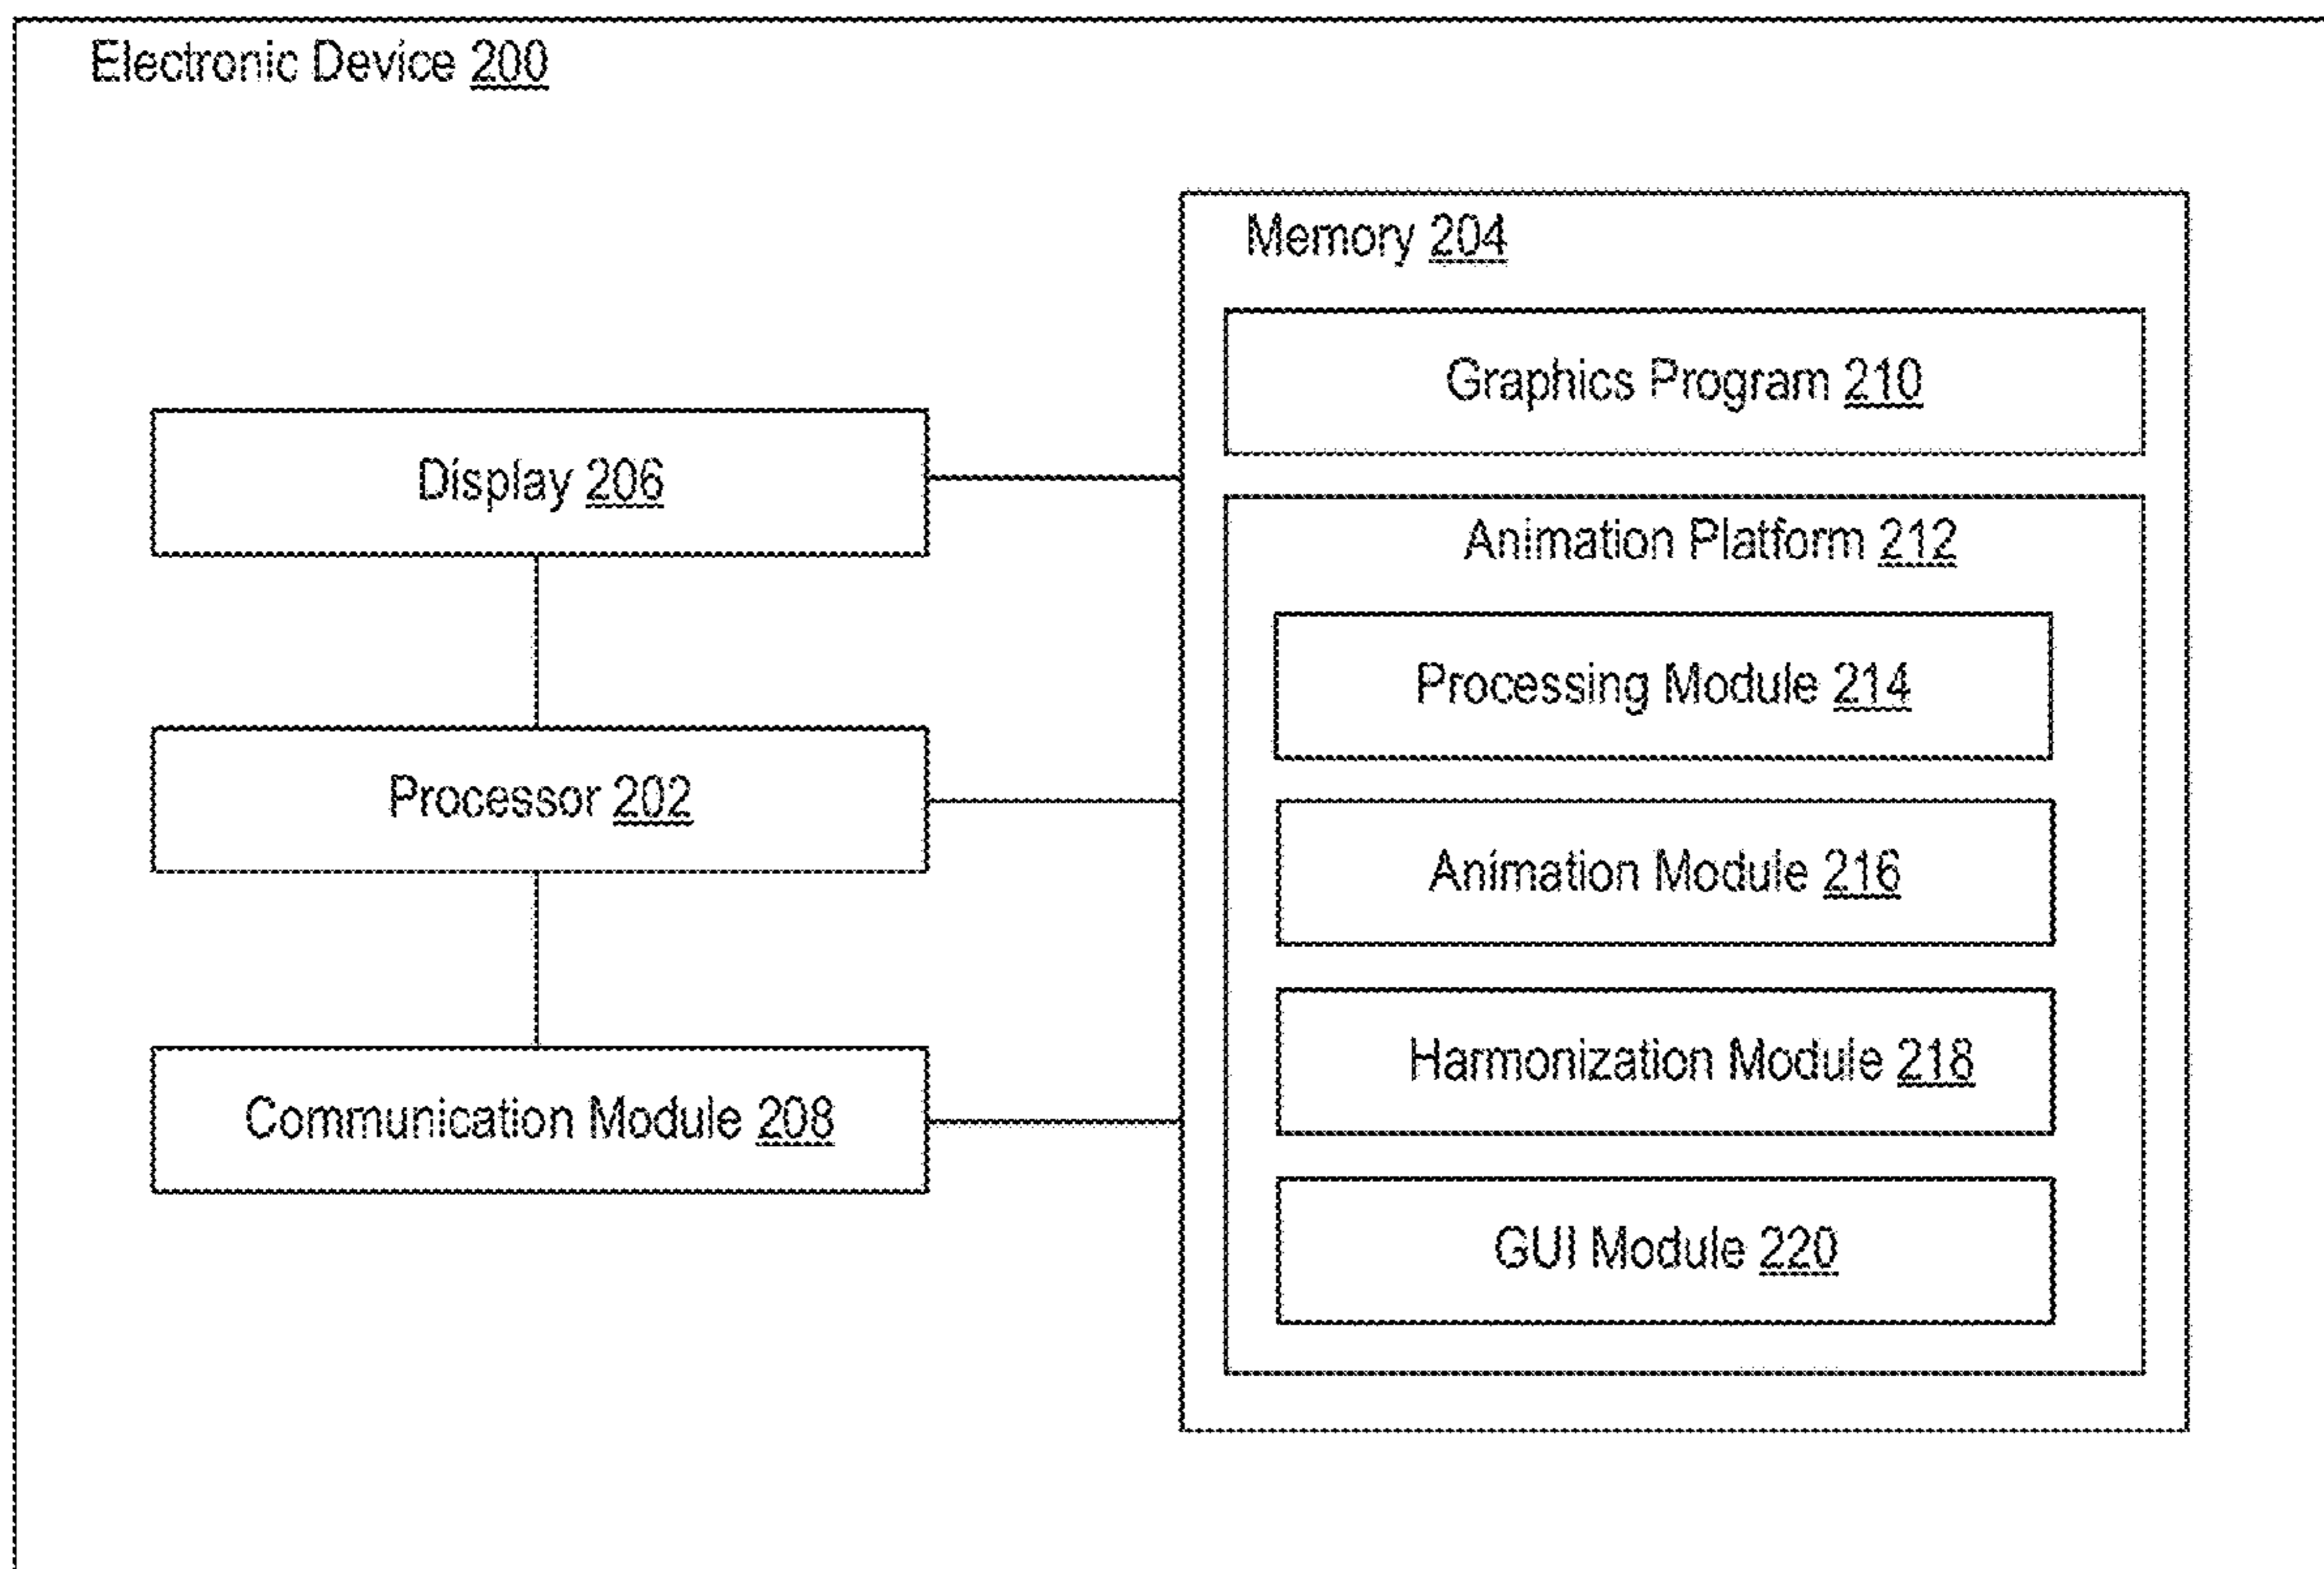 Electronic Device 200
Memory 204
Graphics Program 210
Display 206
Animation Platform 212
Processing Module 214
Processor 202
Animation Module 216
Harmonization Module 218
Communication Module 208
GUI Module 220